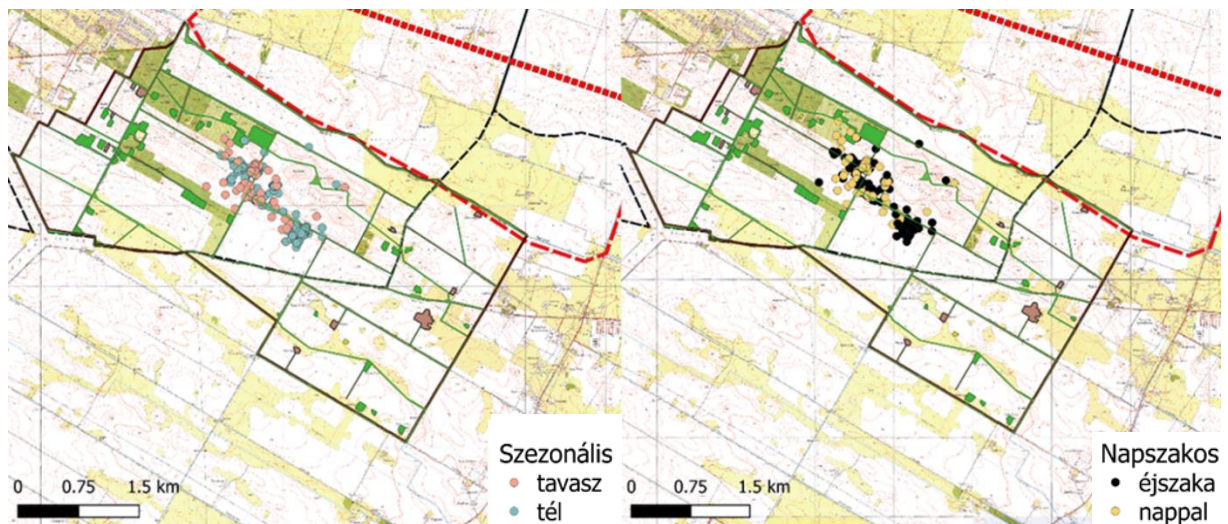 Szezonális
tavasz
tél
0 0.75 1.5 km
Napszakos
éjszaka
nappal
0 0.75 1.5 km